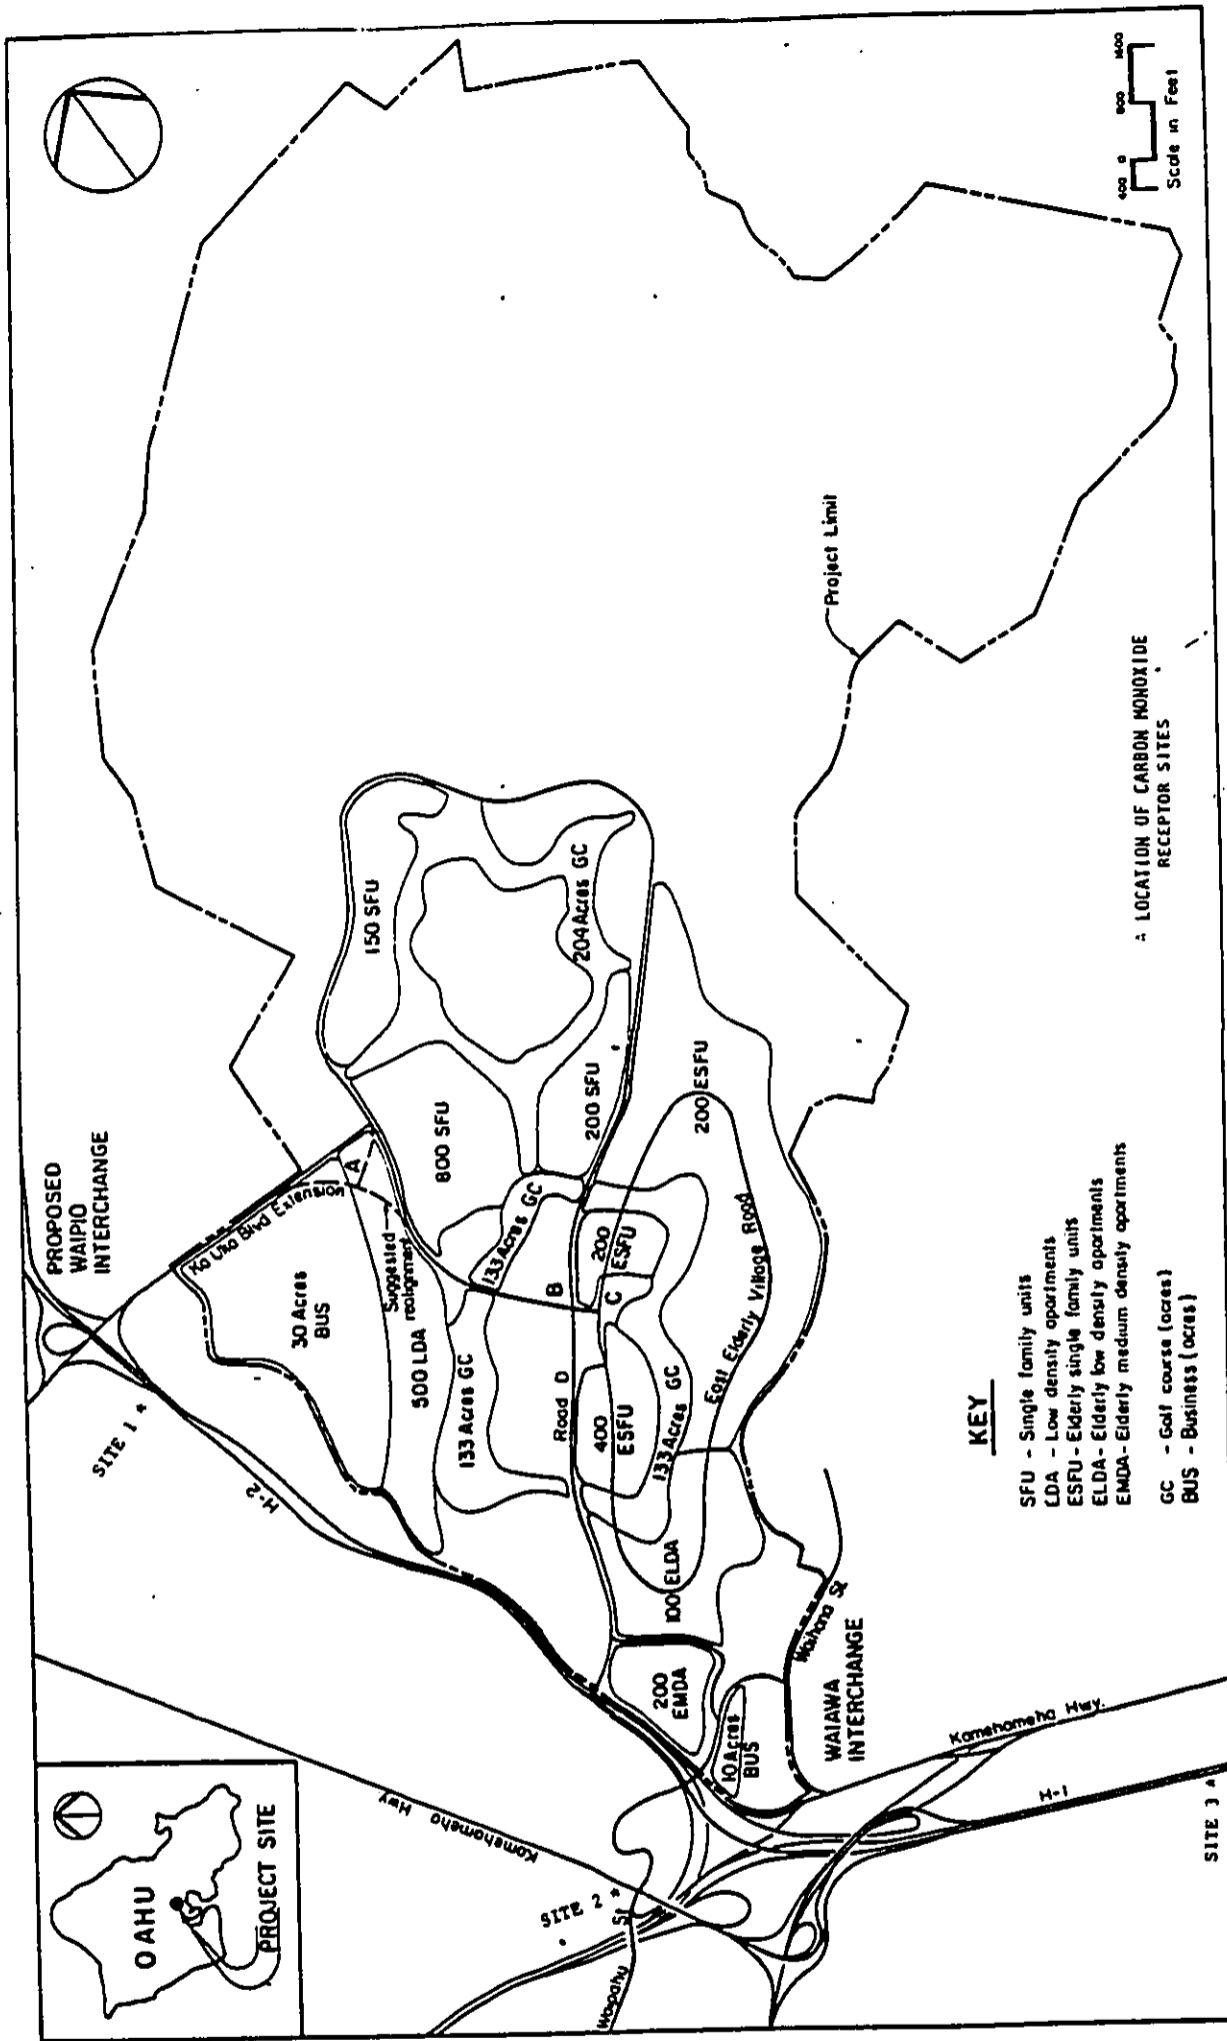 OAHU
PROJECT SITE
PROPOSED
WAIPIO
INTERCHANGE
SITE 1
H-2
Kamehameha Hwy
SITE 2
Waipahu
St
Ka Uka Blvd Extension
30 Acres
BUS
Suggested
realignment
A
500 LDA
133 Acres GC
800 SFU
150 SFU
133 Acres GC
204 Acres GC
200 SFU
B
Road D
C
200
ESFU
400
ESFU
133 Acres GC
200 ESFU
East Elderly Village Road
100 ELDA
200
EMDA
10 Acres
BUS
Waihona St
WAIAWA
INTERCHANGE
Kamehameha Hwy.
H-1
SITE 3
Project Limit
KEY
SFU - Single family units
LDA - Low density apartments
ESFU - Elderly single family units
ELDA - Elderly low density apartments
EMDA - Elderly medium density apartments
GC - Golf course (acres)
BUS - Business (acres)
LOCATION OF CARBON MONOXIDE
RECEPTOR SITES
400 0 800 1600
Scale in Feet